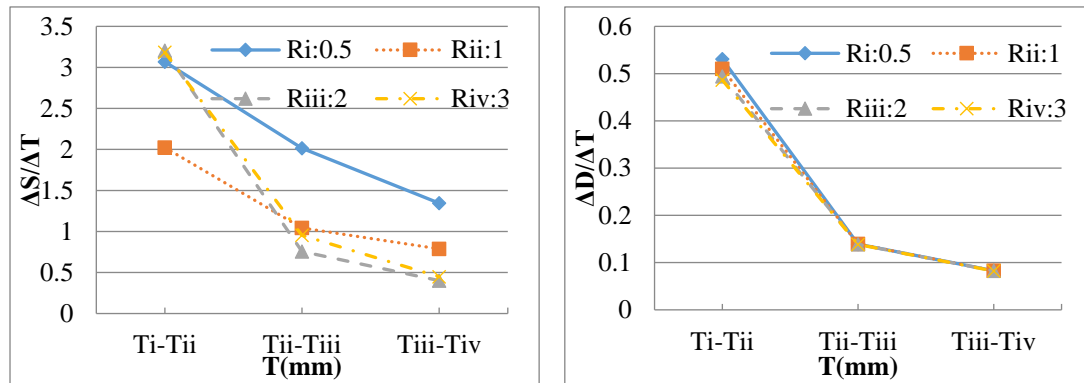 ΔS/ΔT
3.5
3
2.5
2
1.5
1
0.5
0
Ri:0.5
Rii:1
Riii:2
Riv:3
Ti-Tii
Tii-Tiii
Tiii-Tiv
T(mm)
ΔD/ΔT
0.6
0.5
0.4
0.3
0.2
0.1
0
Ri:0.5
Rii:1
Riii:2
Riv:3
Ti-Tii
Tii-Tiii
Tiii-Tiv
T(mm)